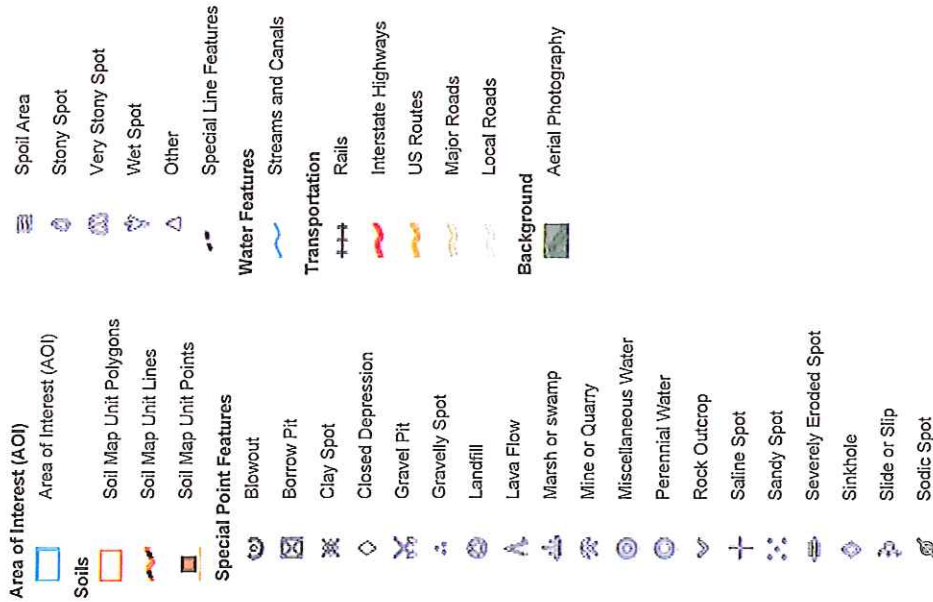 Area of Interest (AOI)
Area of Interest (AOI)
Soils
Soil Map Unit Polygons
Soil Map Unit Lines
Soil Map Unit Points
Special Point Features
Blowout
Borrow Pit
Clay Spot
Closed Depression
Gravel Pit
Gravelly Spot
Landfill
Lava Flow
Marsh or swamp
Mine or Quarry
Miscellaneous Water
Perennial Water
Rock Outcrop
Saline Spot
Sandy Spot
Severely Eroded Spot
Sinkhole
Slide or Slip
Sodic Spot
Spoil Area
Stony Spot
Very Stony Spot
Wet Spot
Other
Special Line Features
Water Features
Streams and Canals
Transportation
Rails
Interstate Highways
US Routes
Major Roads
Local Roads
Background
Aerial Photography